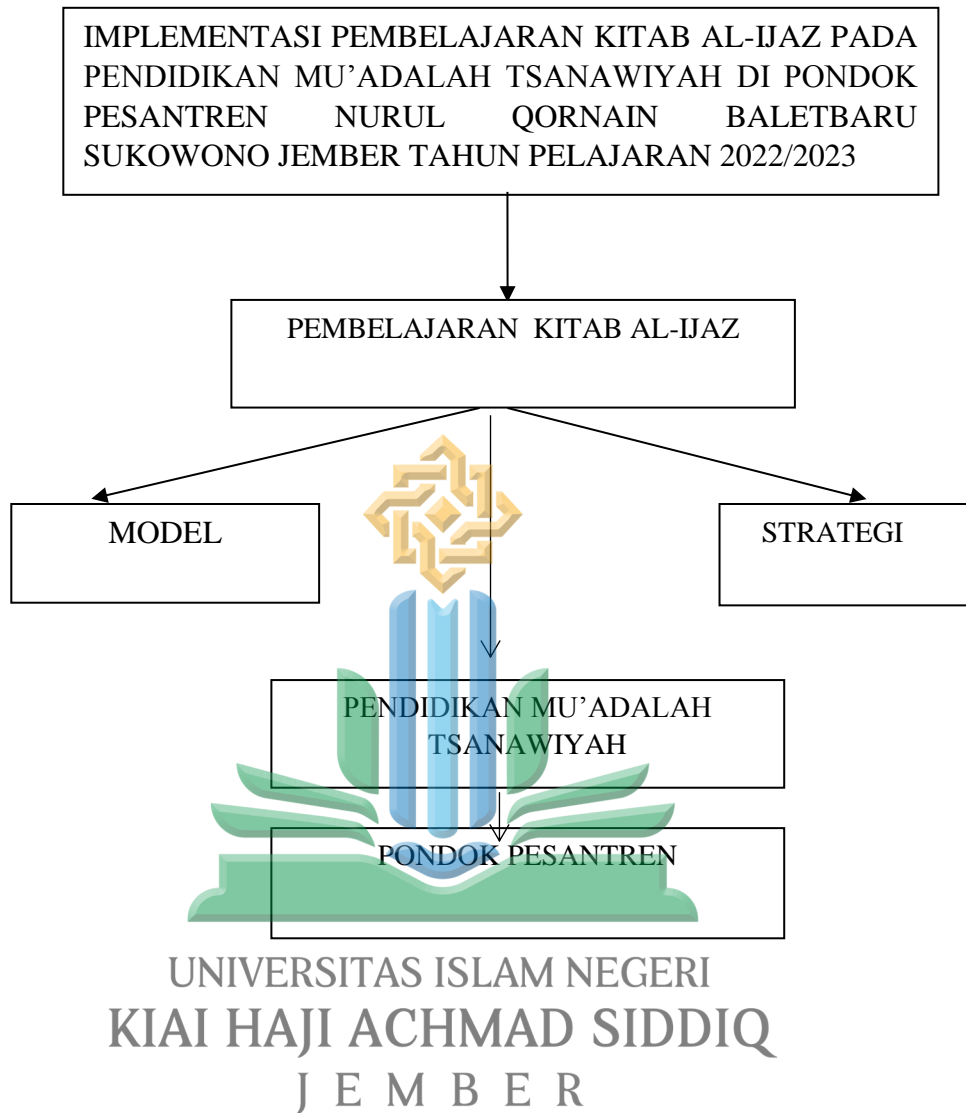 IMPLEMENTASI PEMBELAJARAN KITAB AL-IJAZ PADA
PENDIDIKAN MU’ADALAH TSANAWIYAH DI PONDOK
PESANTREN NURUL QORNAIN BALETBARU
SUKOWONO JEMBER TAHUN PELAJARAN 2022/2023
PEMBELAJARAN KITAB AL-IJAZ
MODEL
STRATEGI
PENDIDIKAN MU’ADALAH
TSANAWIYAH
PONDOK PESANTREN
UNIVERSITAS ISLAM NEGERI
KIAI HAJI ACHMAD SIDDIQ
J E M B E R